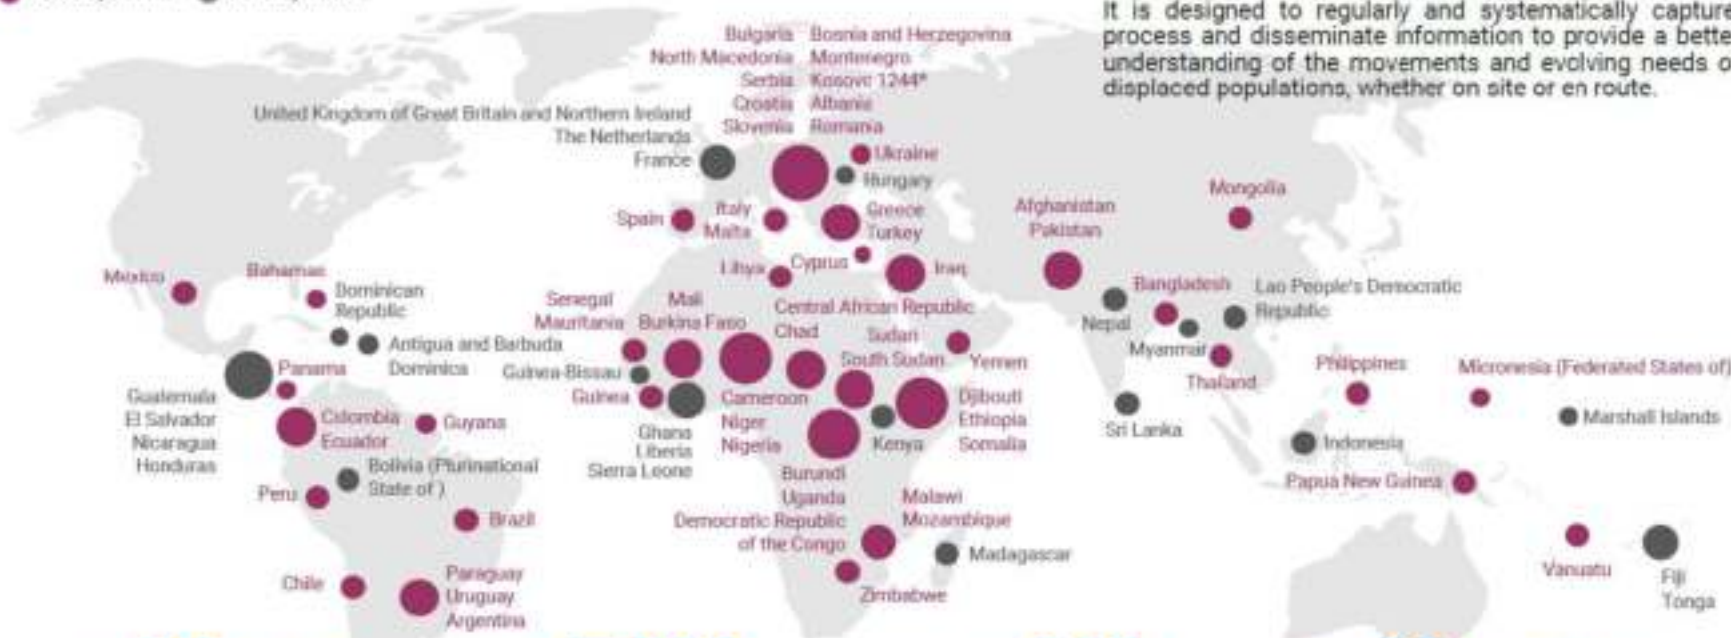 It is designed to regularly and systematically capture
process and disseminate information to provide a bette
understanding of the movements and evolving needs o
displaced populations, whether on site or en route.
Bulgaria Bosnia and Herzegovina
North Macedonia Montenegro
Serbia Kosovo 1244*
Croatia Albania
Slovenia Romania
United Kingdom of Great Britain and Northern Ireland
The Netherlands
France
Ukraine
Hungary
Spain
Italy
Malta
Greece
Turkey
Cyprus
Libya
Iraq
Afghanistan
Pakistan
Mongolia
Mexico
Bahamas
Dominican
Republic
Antigua and Barbuda
Dominica
Panama
Guatemala
El Salvador
Nicaragua
Honduras
Colombia
Ecuador
Guyana
Bolivia (Plurinational
State of )
Peru
Brazil
Chile
Paraguay
Uruguay
Argentina
Senegal
Mauritania
Mali
Burkina Faso
Central African Republic
Chad
Sudan
South Sudan
Yemen
Guinea-Bissau
Guinea
Ghana
Liberia
Sierra Leone
Cameroon
Niger
Nigeria
Kenya
Djibouti
Ethiopia
Somalia
Burundi
Uganda
Democratic Republic
of the Congo
Malawi
Mozambique
Madagascar
Zimbabwe
Nepal
Bangladesh
Lao People's Democratic
Republic
Myanmar
Thailand
Sri Lanka
Philippines
Micronesia (Federated States of)
Marshall Islands
Indonesia
Papua New Guinea
Vanuatu
Fiji
Tonga